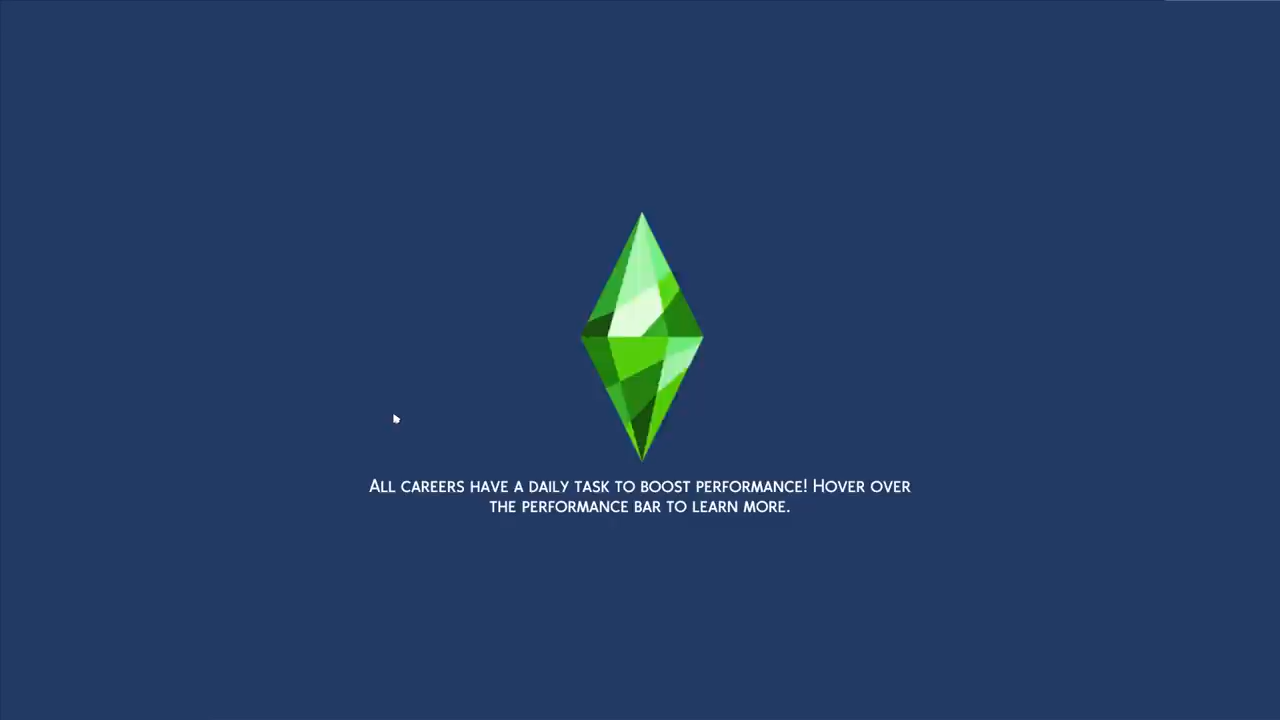 All careers have a daily task to boost performance! Hover over
the performance bar to learn more.